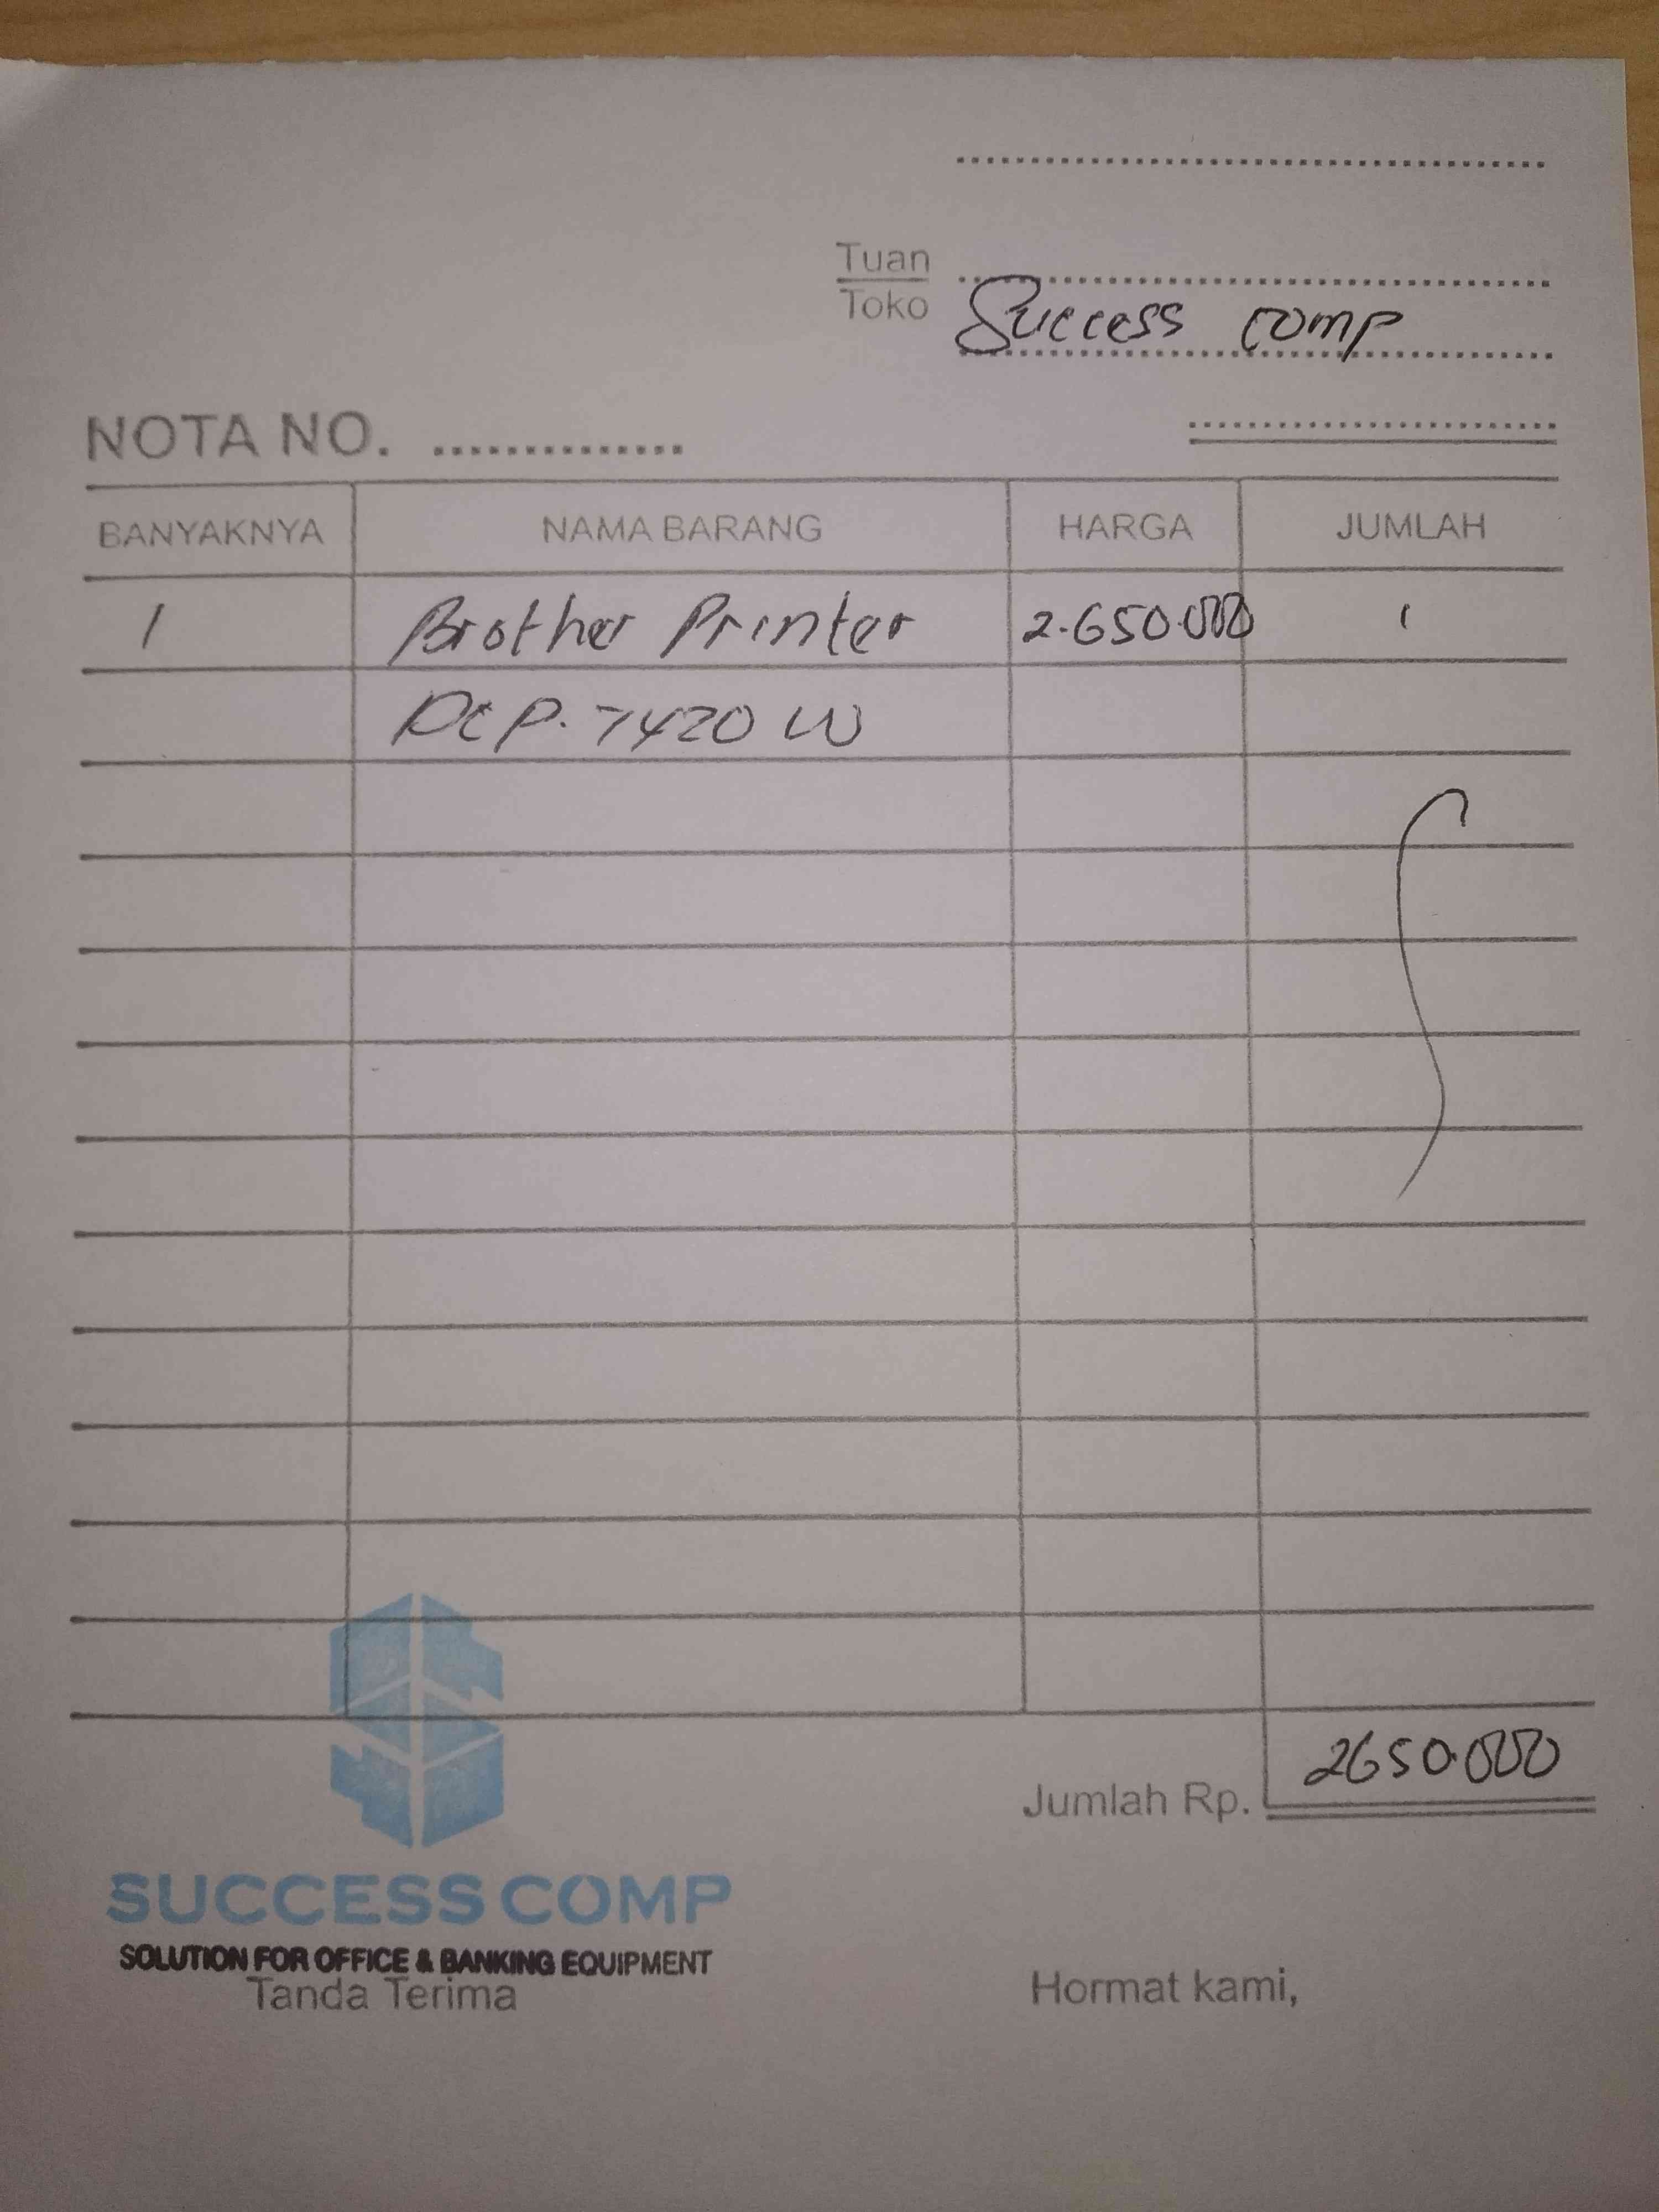 Tuan
Toko Success comp
NOTA NO. ..............
BANYAKNYA NAMA BARANG HARGA JUMLAH
1 Brother Printer 2.650.000 1
DCP. 7420 W
Jumlah Rp. 2650.000
SUCCESS COMP
SOLUTION FOR OFFICE & BANKING EQUIPMENT
Tanda Terima Hormat kami,